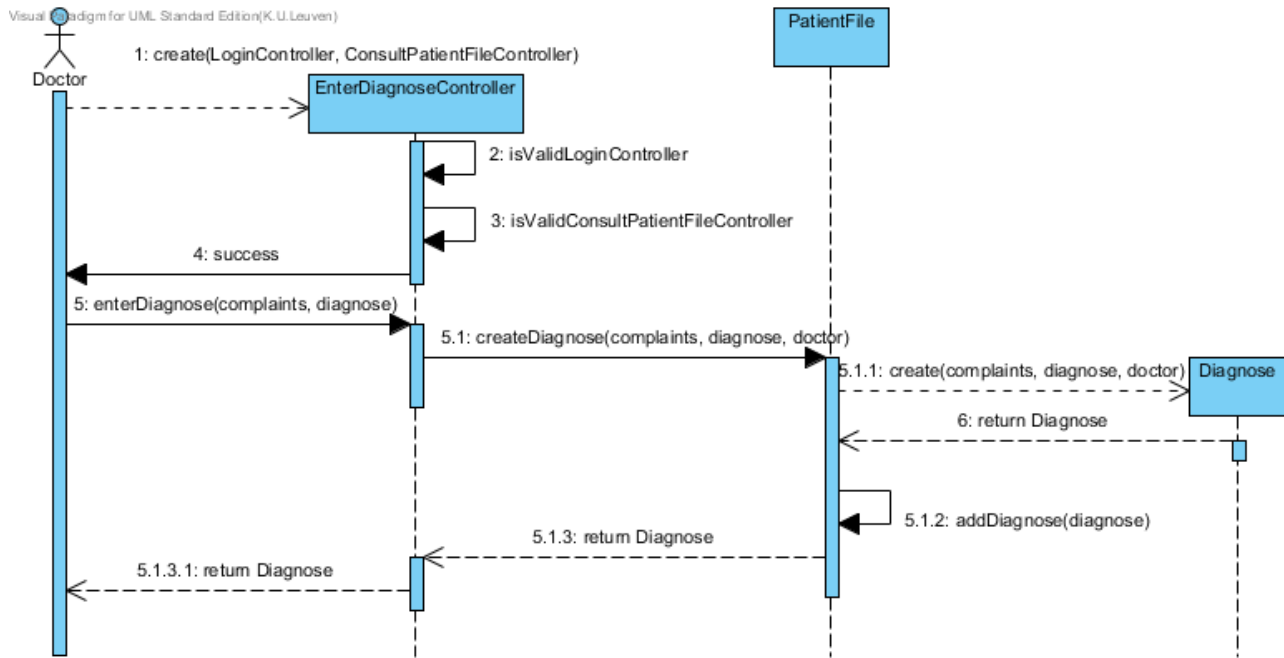 Visual Paradigm for UML Standard Edition(K.U.Leuven)
PatientFile
1: create(LoginController, ConsultPatientFileController)
Doctor
EnterDiagnoseController
2: isValidLoginController
3: isValidConsultPatientFileController
4: success
5: enterDiagnose(complaints, diagnose)
5.1: createDiagnose(complaints, diagnose, doctor)
5.1.1: create(complaints, diagnose, doctor)
Diagnose
6: return Diagnose
5.1.2: addDiagnose(diagnose)
5.1.3: return Diagnose
5.1.3.1: return Diagnose